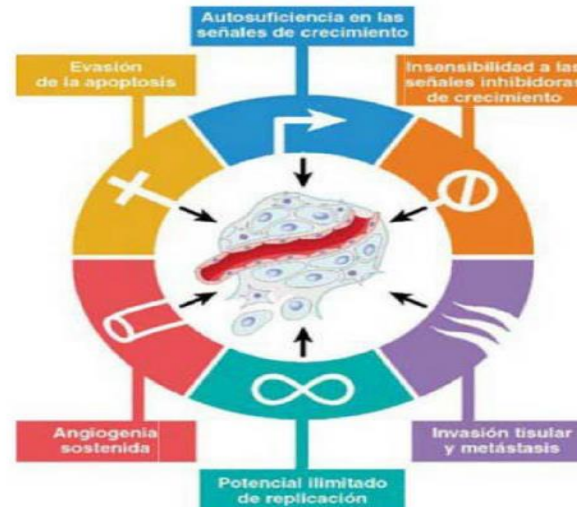 Autosuficiencia en las
señales de crecimiento
Evasión
de la apoptosis
Insensibilidad a las
señales inhibidoras
de crecimiento
Angiogenia
sostenida
Invasión tisular
y metástasis
Potencial ilimitado
de replicación